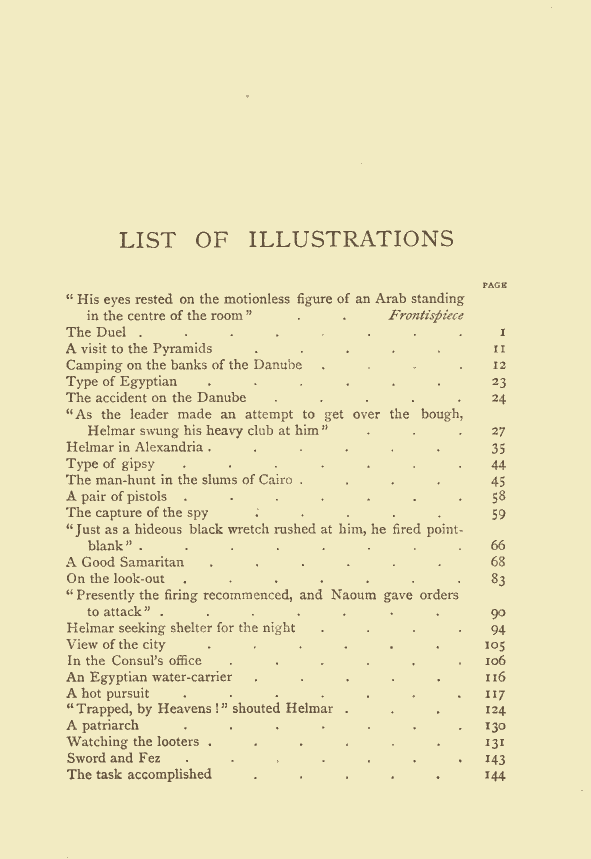 LIST OF ILLUSTRATIONS
PAGE
“His eyes rested on the motionless figure of an Arab standing
in the centre of the room” . . Frontispiece
The Duel . . . . . . . . 1
A visit to the Pyramids . . . . . 11
Camping on the banks of the Danube . . . . 12
Type of Egyptian . . . . . . 23
The accident on the Danube . . . . . 24
“As the leader made an attempt to get over the bough,
Helmar swung his heavy club at him” . . . 27
Helmar in Alexandria . . . . . . 35
Type of gipsy . . . . . . . 44
The man-hunt in the slums of Cairo . . . . 45
A pair of pistols . . . . . . . 58
The capture of the spy . . . . . 59
“Just as a hideous black wretch rushed at him, he fired point-
blank” . . . . . . . . 66
A Good Samaritan . . . . . . 68
On the look-out . . . . . . . 83
“Presently the firing recommenced, and Naoum gave orders
to attack” . . . . . . . 90
Helmar seeking shelter for the night . . . . 94
View of the city . . . . . . 105
In the Consul's office . . . . . . 106
An Egyptian water-carrier . . . . . 116
A hot pursuit . . . . . . . 117
“Trapped, by Heavens!” shouted Helmar . . . 124
A patriarch . . . . . . . 130
Watching the looters . . . . . . 131
Sword and Fez . . . . . . . 143
The task accomplished . . . . . 144